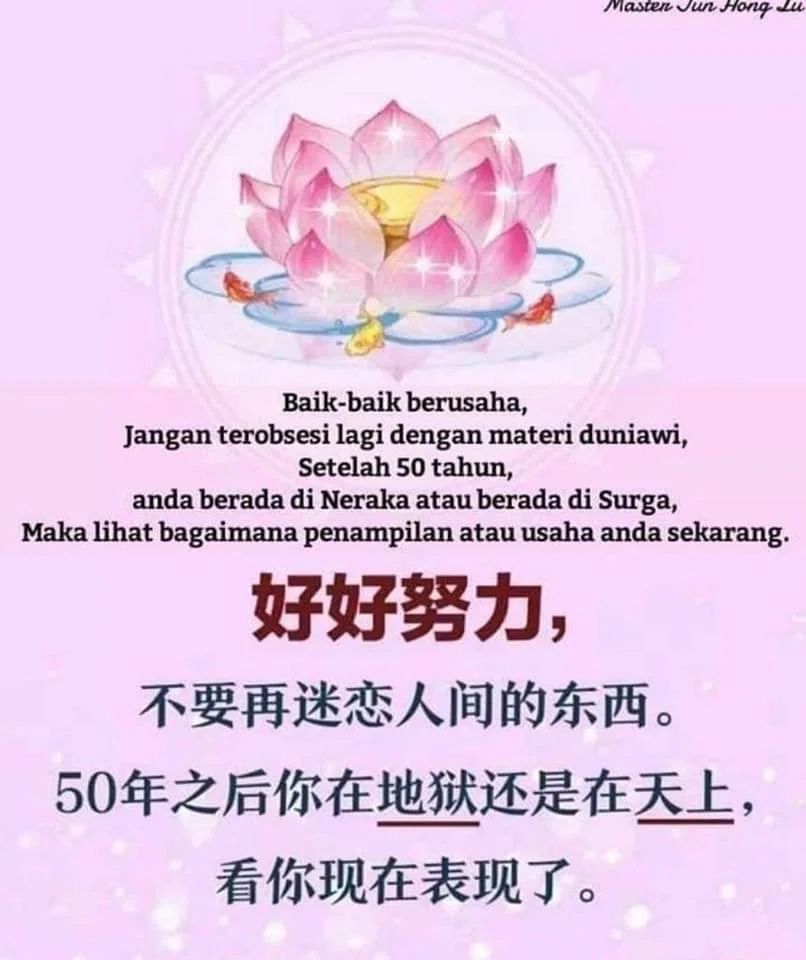 Master Jun Hong Lu
Baik-baik berusaha,
Jangan terobsesi lagi dengan materi duniawi,
Setelah 50 tahun,
anda berada di Neraka atau berada di Surga,
Maka lihat bagaimana penampilan atau usaha anda sekarang.
好好努力，
不要再迷恋人间的东西。
50年之后你在地狱还是在天上，
看你现在表现了。